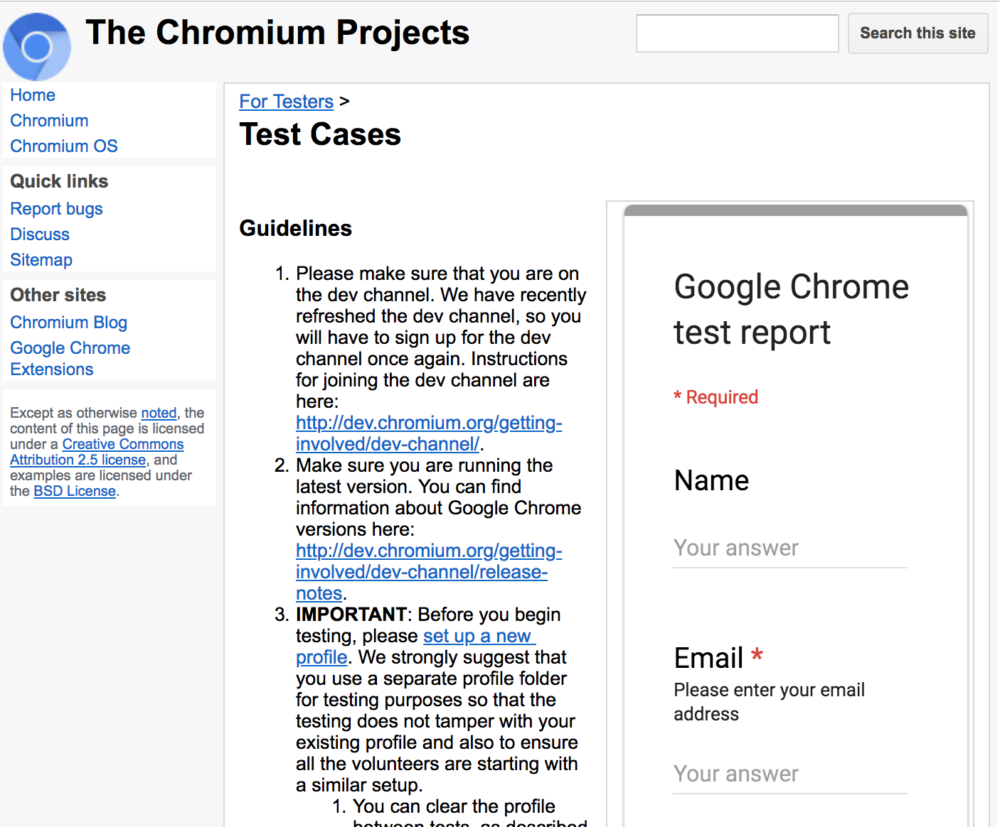 The Chromium Projects
Search this site
Home
Chromium
Chromium OS
Quick links
Report bugs
Discuss
Sitemap
Other sites
Chromium Blog
Google Chrome
Extensions
Except as otherwise noted, the
content of this page is licensed
under a Creative Commons
Attribution 2.5 license, and
examples are licensed under
the BSD License.
For Testers >
Test Cases
Guidelines
1. Please make sure that you are on
the dev channel. We have recently
refreshed the dev channel, so you
will have to sign up for the dev
channel once again. Instructions
for joining the dev channel are
here:
http://dev.chromium.org/getting-
involved/dev-channel/.
2. Make sure you are running the
latest version. You can find
information about Google Chrome
versions here:
http://dev.chromium.org/getting-
involved/dev-channel/release-
notes.
3. IMPORTANT: Before you begin
testing, please set up a new
profile. We strongly suggest that
you use a separate profile folder
for testing purposes so that the
testing does not tamper with your
existing profile and also to ensure
all the volunteers are starting with
a similar setup.
1. You can clear the profile
between tests, as described
Google Chrome
test report
* Required
Name
Your answer
Email *
Please enter your email
address
Your answer